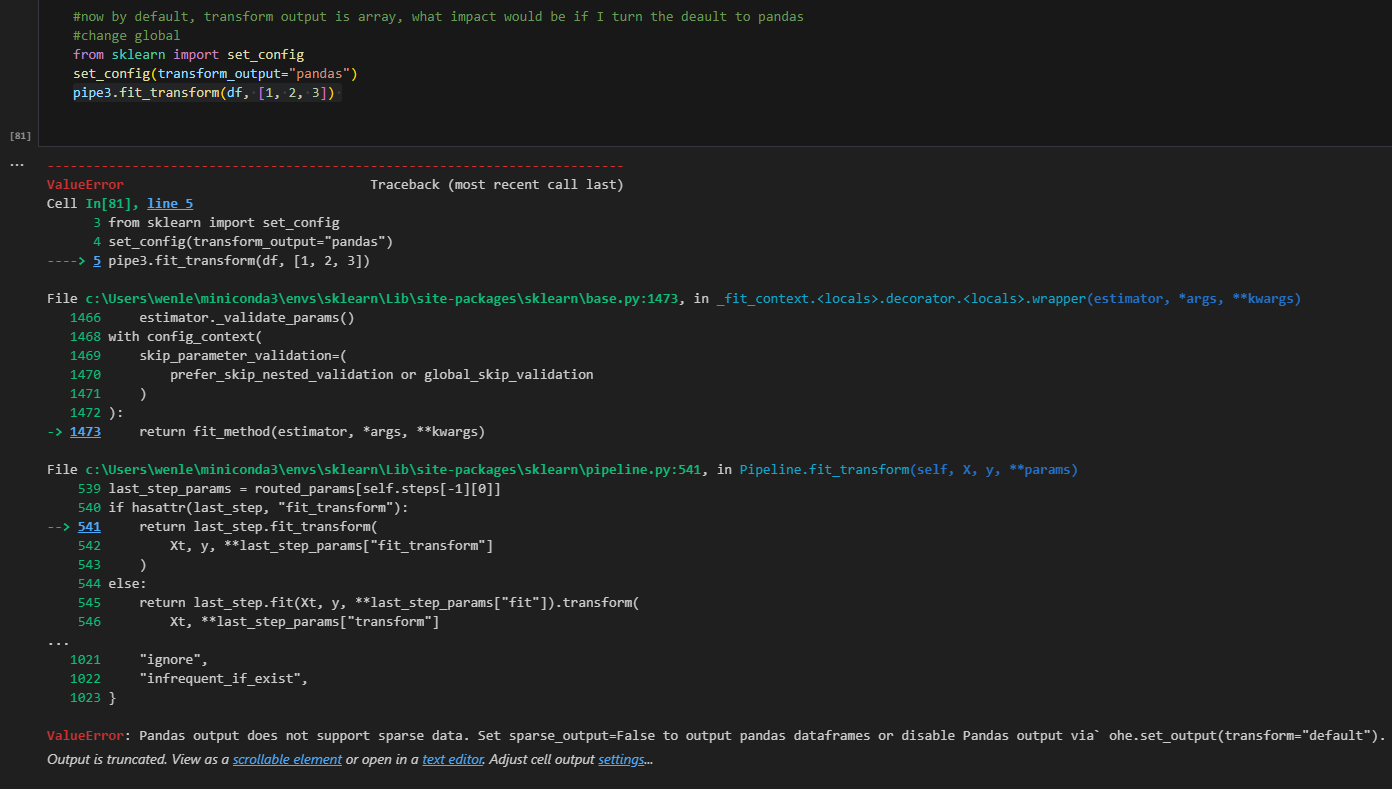 #now by default, transform output is array, what impact would be if I turn the deault to pandas
#change global
from sklearn import set_config
set_config(transform_output="pandas")
pipe3.fit_transform(df, [1, 2, 3])
[81]
...
---------------------------------------------------------------------------
ValueError                                Traceback (most recent call last)
Cell In[81], line 5
      3 from sklearn import set_config
      4 set_config(transform_output="pandas")
----> 5 pipe3.fit_transform(df, [1, 2, 3])
File c:\Users\wenle\miniconda3\envs\sklearn\Lib\site-packages\sklearn\base.py:1473, in _fit_context.<locals>.decorator.<locals>.wrapper(estimator, *args, **kwargs)
   1466     estimator._validate_params()
   1468 with config_context(
   1469     skip_parameter_validation=(
   1470         prefer_skip_nested_validation or global_skip_validation
   1471     )
   1472 ):
-> 1473     return fit_method(estimator, *args, **kwargs)
File c:\Users\wenle\miniconda3\envs\sklearn\Lib\site-packages\sklearn\pipeline.py:541, in Pipeline.fit_transform(self, X, y, **params)
    539 last_step_params = routed_params[self.steps[-1][0]]
    540 if hasattr(last_step, "fit_transform"):
--> 541     return last_step.fit_transform(
    542         Xt, y, **last_step_params["fit_transform"]
    543     )
    544 else:
    545     return last_step.fit(Xt, y, **last_step_params["fit"]).transform(
    546         Xt, **last_step_params["transform"]
...
   1021     "ignore",
   1022     "infrequent_if_exist",
   1023 }
ValueError: Pandas output does not support sparse data. Set sparse_output=False to output pandas dataframes or disable Pandas output via` ohe.set_output(transform="default").
Output is truncated. View as a scrollable element or open in a text editor. Adjust cell output settings...